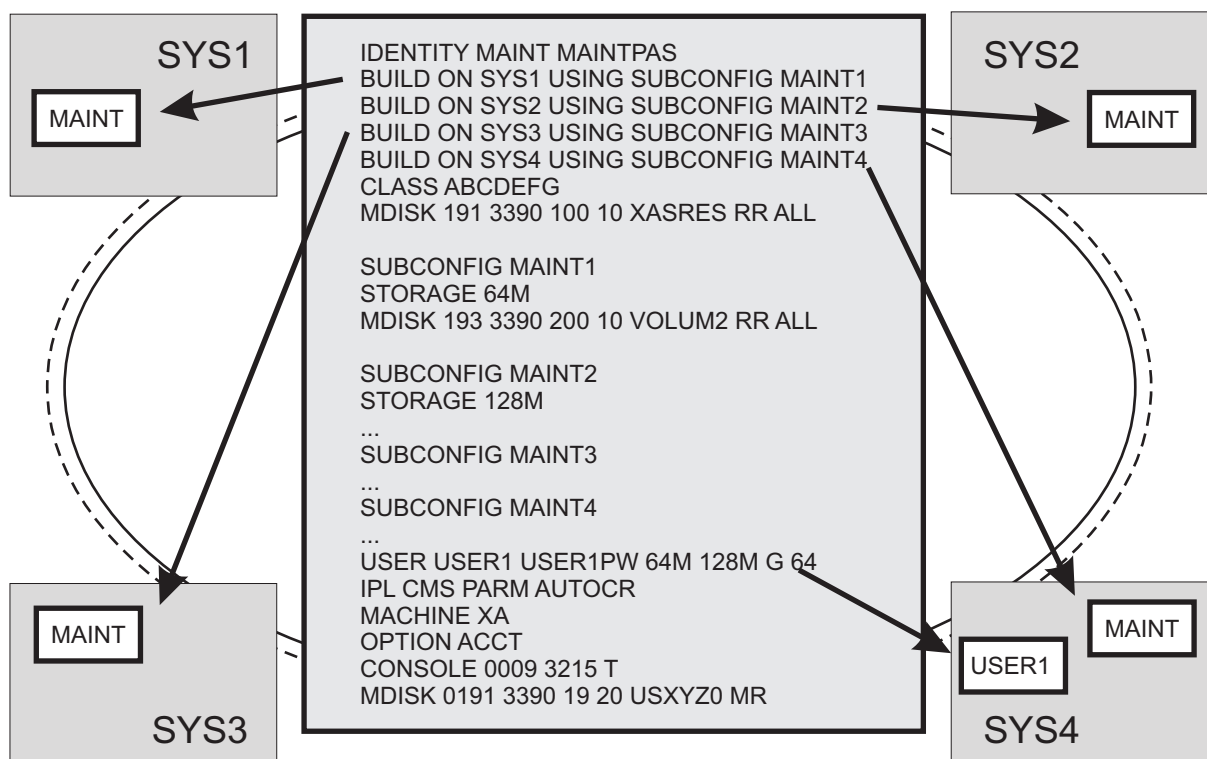 SYS1
MAINT
IDENTITY MAINT MAINTPAS
BUILD ON SYS1 USING SUBCONFIG MAINT1
BUILD ON SYS2 USING SUBCONFIG MAINT2
BUILD ON SYS3 USING SUBCONFIG MAINT3
BUILD ON SYS4 USING SUBCONFIG MAINT4
CLASS ABCDEFG
MDISK 191 3390 100 10 XASRES RR ALL
SUBCONFIG MAINT1
STORAGE 64M
MDISK 193 3390 200 10 VOLUM2 RR ALL
SUBCONFIG MAINT2
STORAGE 128M
...
SUBCONFIG MAINT3
...
SUBCONFIG MAINT4
...
USER USER1 USER1PW 64M 128M G 64
IPL CMS PARM AUTOCR
MACHINE XA
OPTION ACCT
CONSOLE 0009 3215 T
MDISK 0191 3390 19 20 USXYZ0 MR
SYS2
MAINT
MAINT
SYS3
MAINT
USER1
SYS4